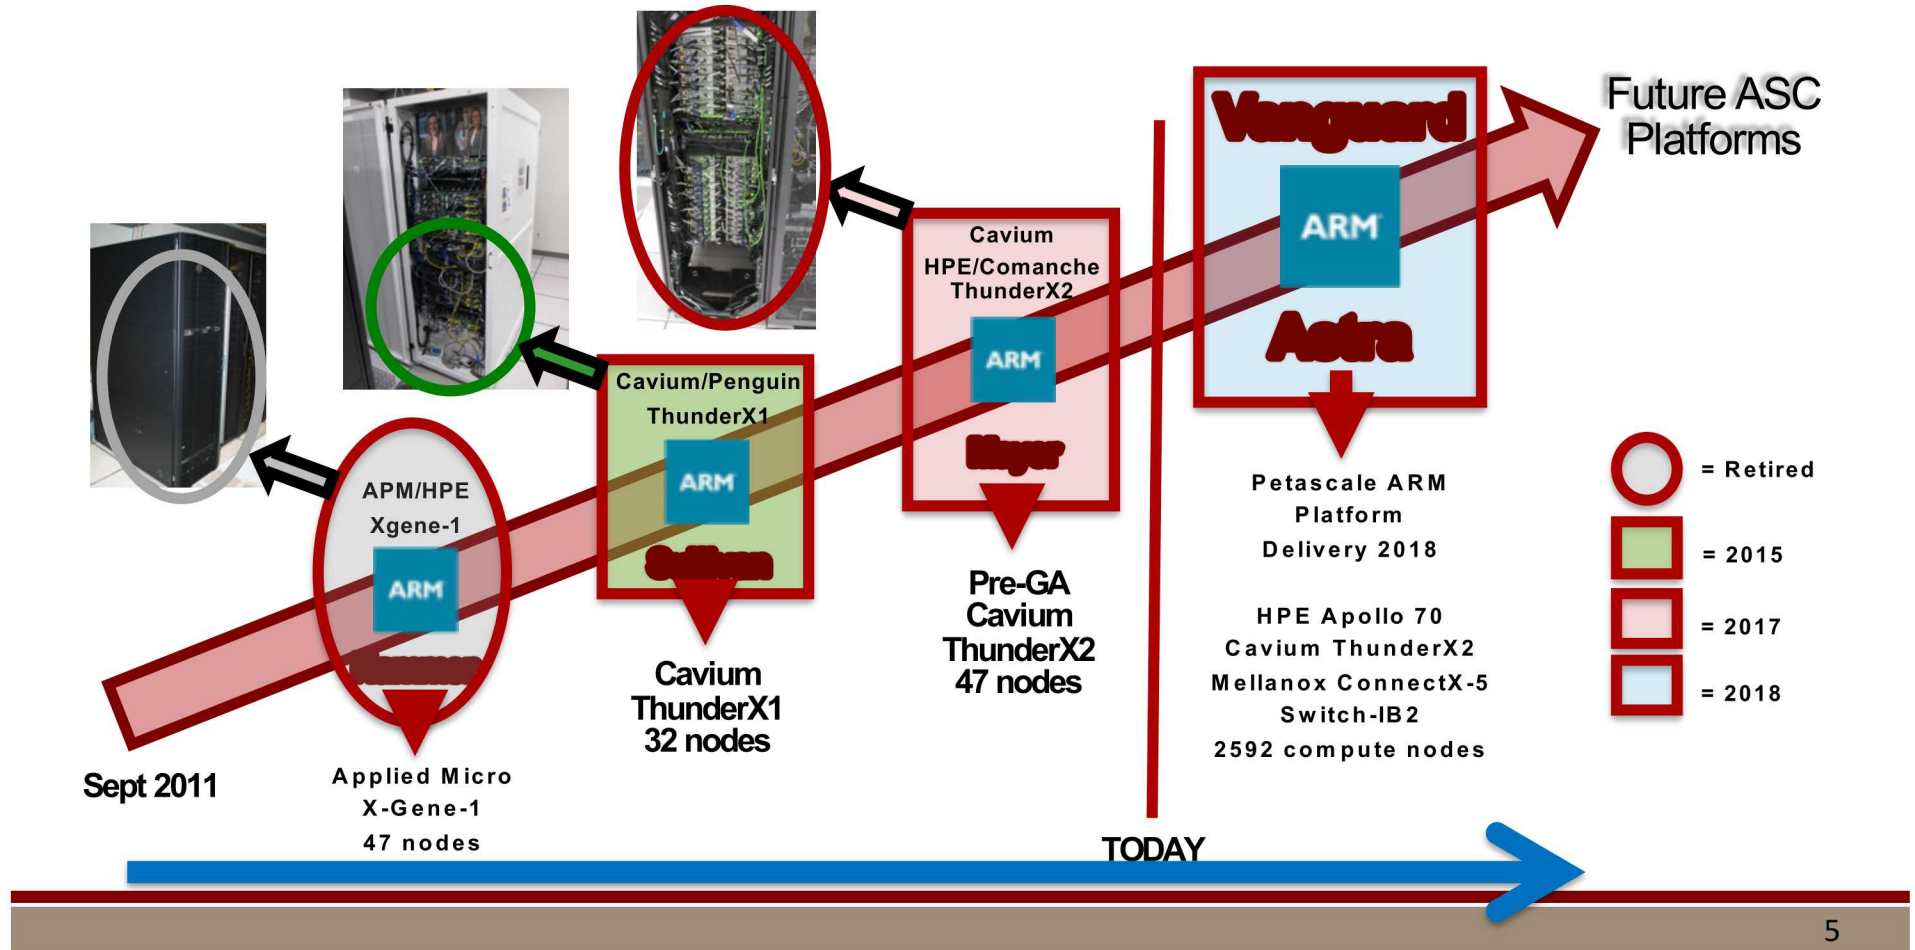 Future ASC
Platforms
Vanguard
ARM
Astra
Cavium
HPE/Comanche
ThunderX2
ARM
Mayer
Cavium/Penguin
ThunderX1
ARM
Sullivan
APM/HPE
Xgene-1
ARM
Sept 2011
Applied Micro
X-Gene-1
47 nodes
Cavium
ThunderX1
32 nodes
Pre-GA
Cavium
ThunderX2
47 nodes
Petascale ARM
Platform
Delivery 2018
HPE Apollo 70
Cavium ThunderX2
Mellanox ConnectX-5
Switch-IB2
2592 compute nodes
= Retired
= 2015
= 2017
= 2018
TODAY
5